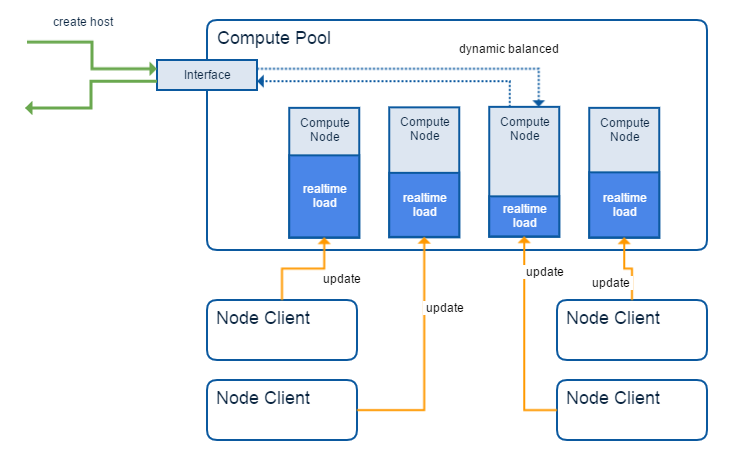 create host
Compute Pool
dynamic balanced
Interface
Compute
Node
realtime
load
Compute
Node
realtime
load
Compute
Node
realtime
load
Compute
Node
realtime
load
update
update
update
update
Node Client
Node Client
Node Client
Node Client